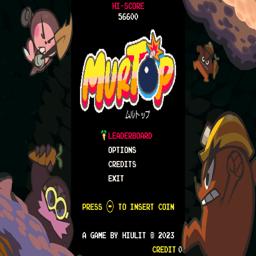 HI-SCORE
56600
MURTOP
ムルトップ
LEADERBOARD
OPTIONS
CREDITS
EXIT
PRESS TO INSERT COIN
A GAME BY HIULIT © 2023
CREDIT 0